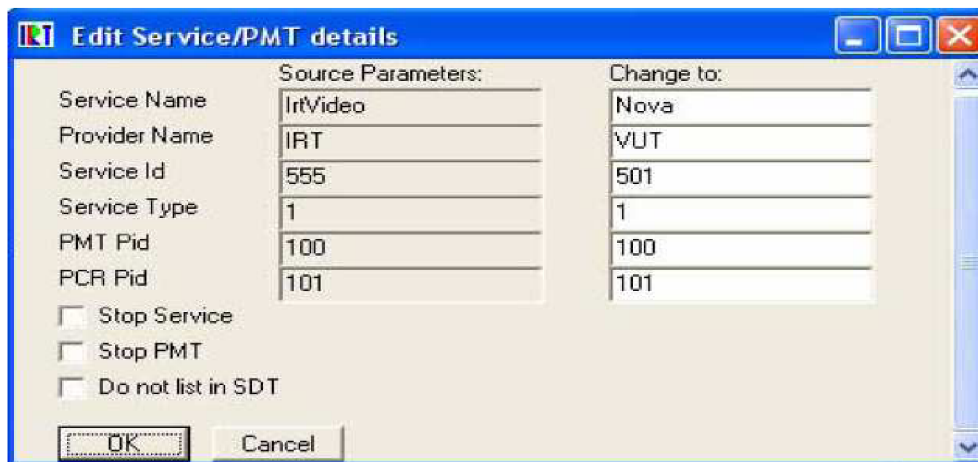 IRT Edit Service/PMT details
Source Parameters: Change to:
Service Name IrtVideo Nova
Provider Name IRT VUT
Service Id 555 501
Service Type 1 1
PMT Pid 100 100
PCR Pid 101 101
Stop Service
Stop PMT
Do not list in SDT
OK Cancel